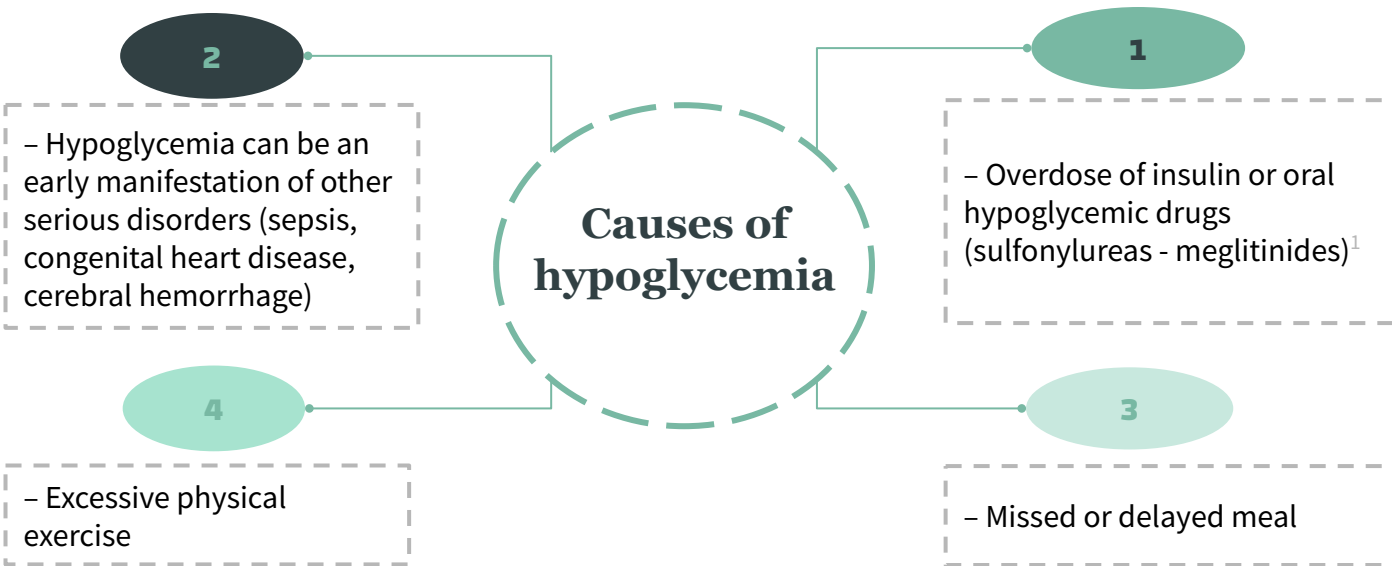 Causes of
hypoglycemia
1
– Overdose of insulin or oral
hypoglycemic drugs
(sulfonylureas - meglitinides)1
2
– Hypoglycemia can be an
early manifestation of other
serious disorders (sepsis,
congenital heart disease,
cerebral hemorrhage)
3
– Missed or delayed meal
4
– Excessive physical
exercise